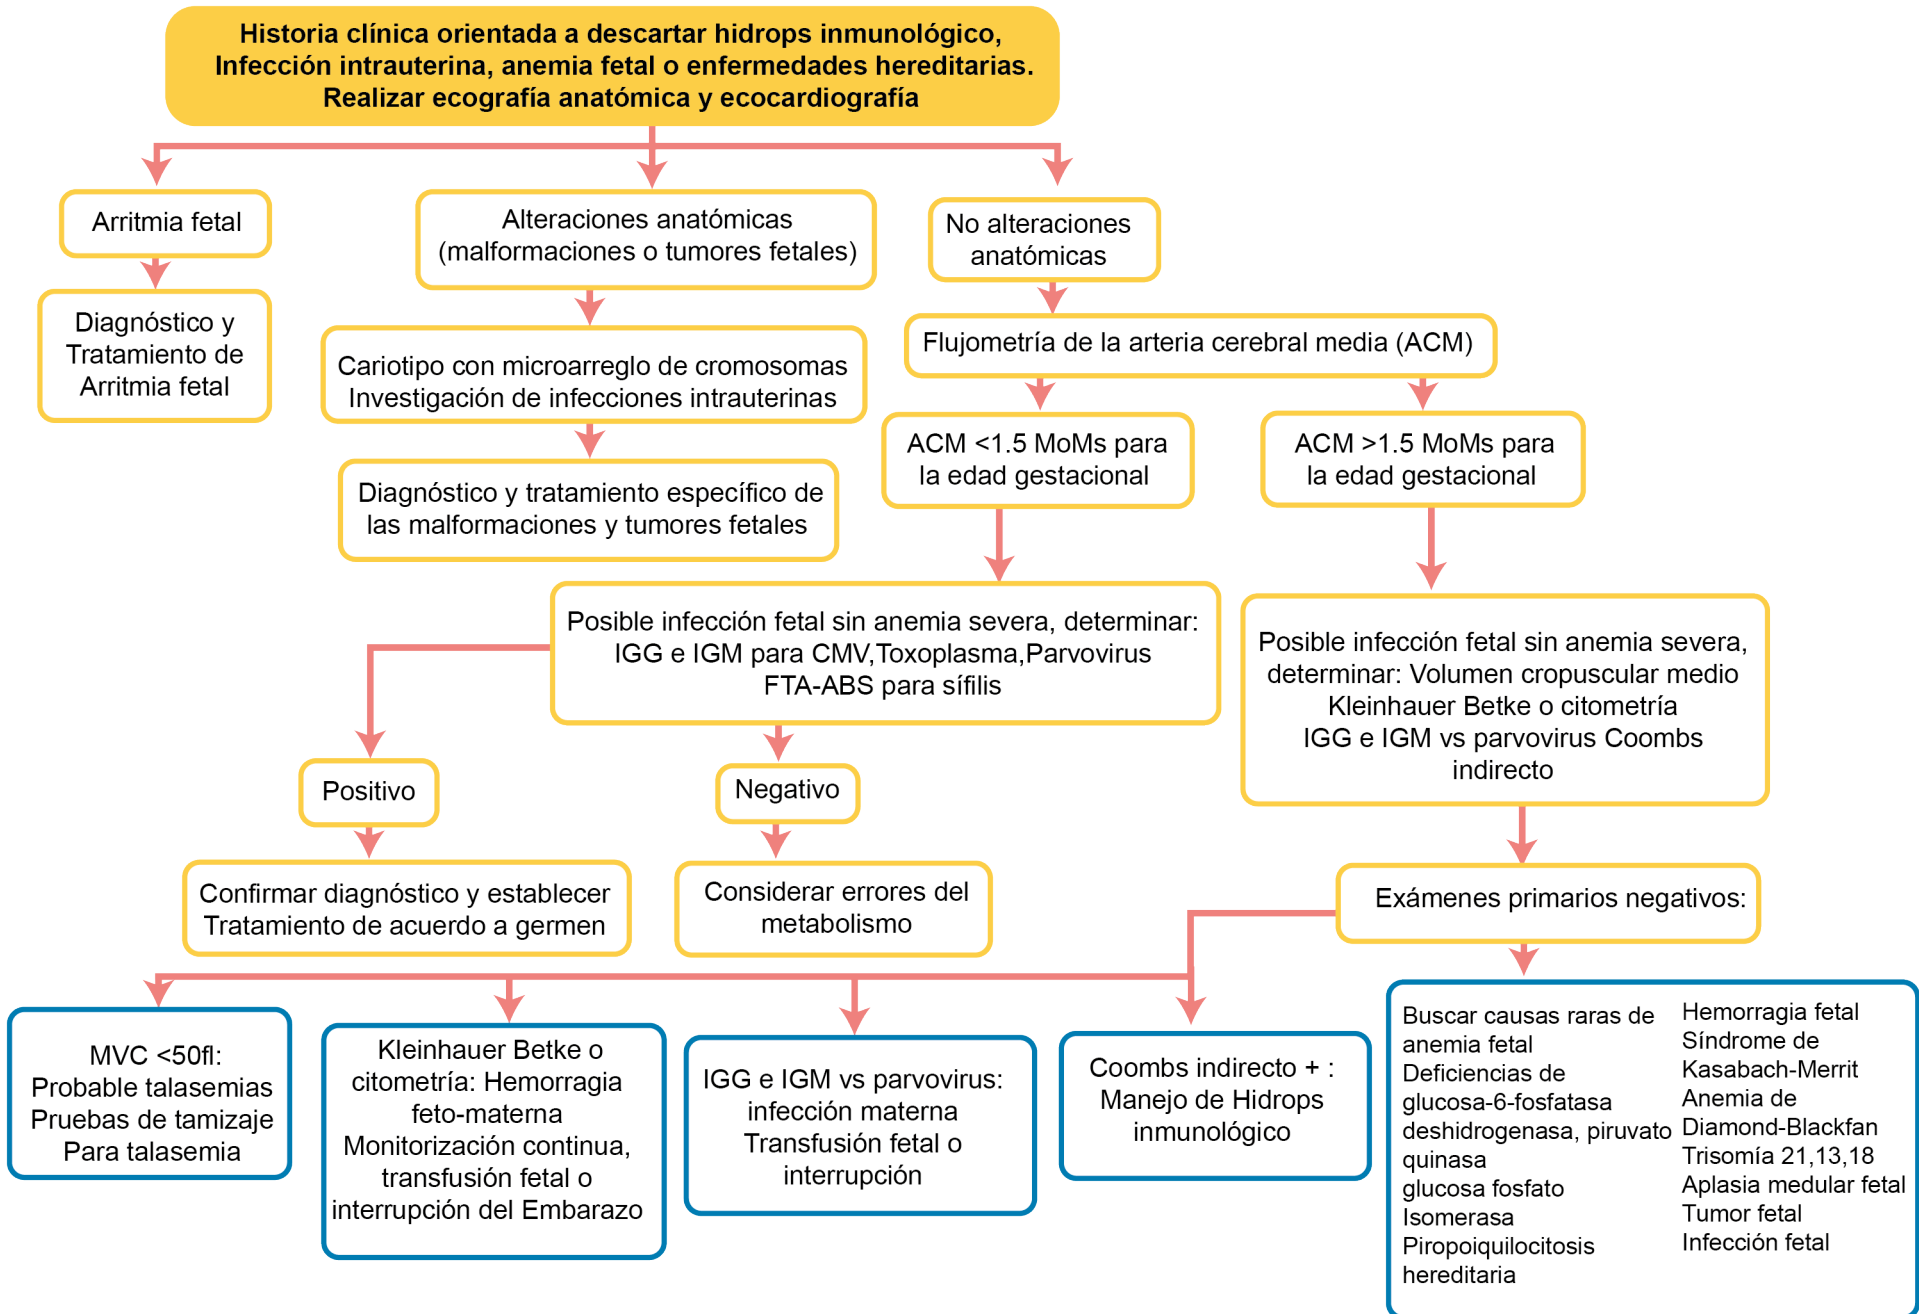 Historia clínica orientada a descartar hidrops inmunológico,
Infección intrauterina, anemia fetal o enfermedades hereditarias.
Realizar ecografía anatómica y ecocardiografía
Arritmia fetal
Alteraciones anatómicas
(malformaciones o tumores fetales)
No alteraciones
anatómicas
Diagnóstico y
Tratamiento de
Arritmia fetal
Cariotipo con microarreglo de cromosomas
Investigación de infecciones intrauterinas
Flujometría de la arteria cerebral media (ACM)
Diagnóstico y tratamiento específico de
las malformaciones y tumores fetales
ACM <1.5 MoMs para
la edad gestacional
ACM >1.5 MoMs para
la edad gestacional
Posible infección fetal sin anemia severa, determinar:
IGG e IGM para CMV,Toxoplasma,Parvovirus
FTA-ABS para sífilis
Posible infección fetal sin anemia severa,
determinar: Volumen cropuscular medio
Kleinhauer Betke o citometría
IGG e IGM vs parvovirus Coombs
indirecto
Positivo
Negativo
Confirmar diagnóstico y establecer
Tratamiento de acuerdo a germen
Considerar errores del
metabolismo
Exámenes primarios negativos:
MVC <50fl:
Probable talasemias
Pruebas de tamizaje
Para talasemia
Kleinhauer Betke o
citometría: Hemorragia
feto-materna
Monitorización continua,
transfusión fetal o
interrupción del Embarazo
IGG e IGM vs parvovirus:
infección materna
Transfusión fetal o
interrupción
Coombs indirecto + :
Manejo de Hidrops
inmunológico
Buscar causas raras de
anemia fetal
Deficiencias de
glucosa-6-fosfatasa
deshidrogenasa, piruvato
quinasa
glucosa fosfato
Isomerasa
Piropoiquilocitosis
hereditaria
Hemorragia fetal
Síndrome de
Kasabach-Merrit
Anemia de
Diamond-Blackfan
Trisomía 21,13,18
Aplasia medular fetal
Tumor fetal
Infección fetal